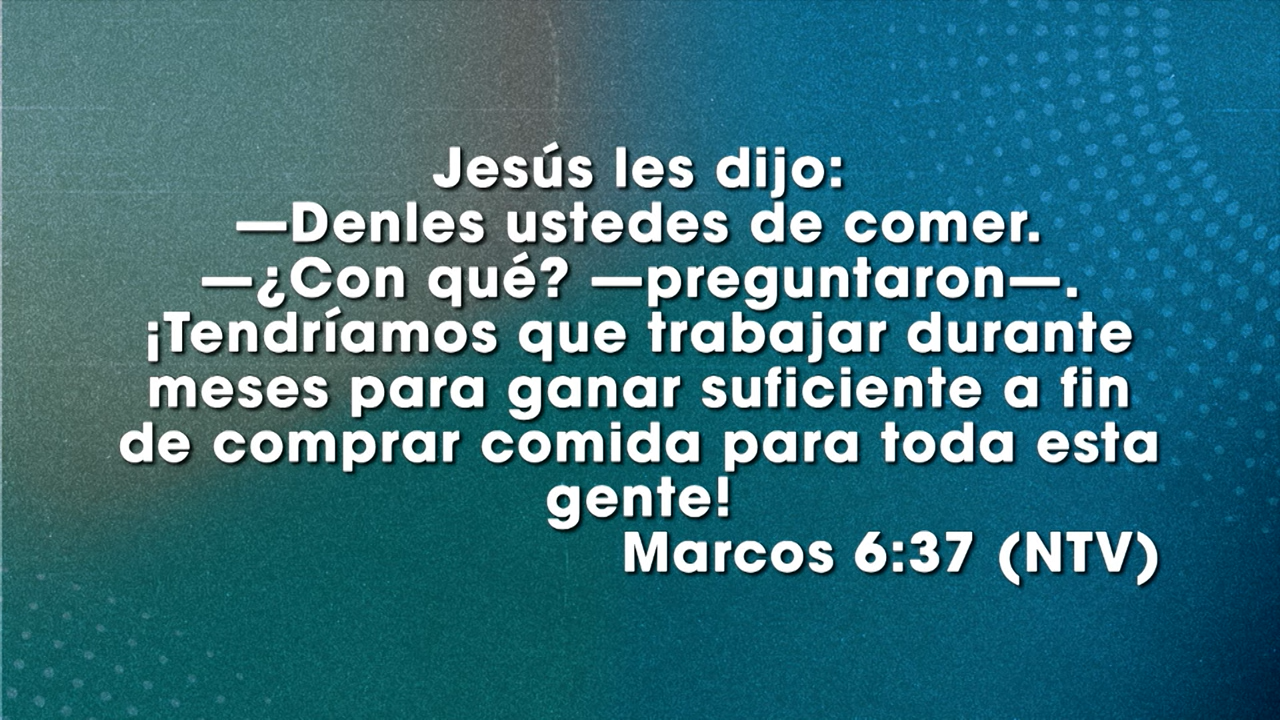 Jesús les dijo:
—Denles ustedes de comer.
—¿Con qué? —preguntaron—.
¡Tendríamos que trabajar durante
meses para ganar suficiente a fin
de comprar comida para toda esta
gente!
Marcos 6:37 (NTV)